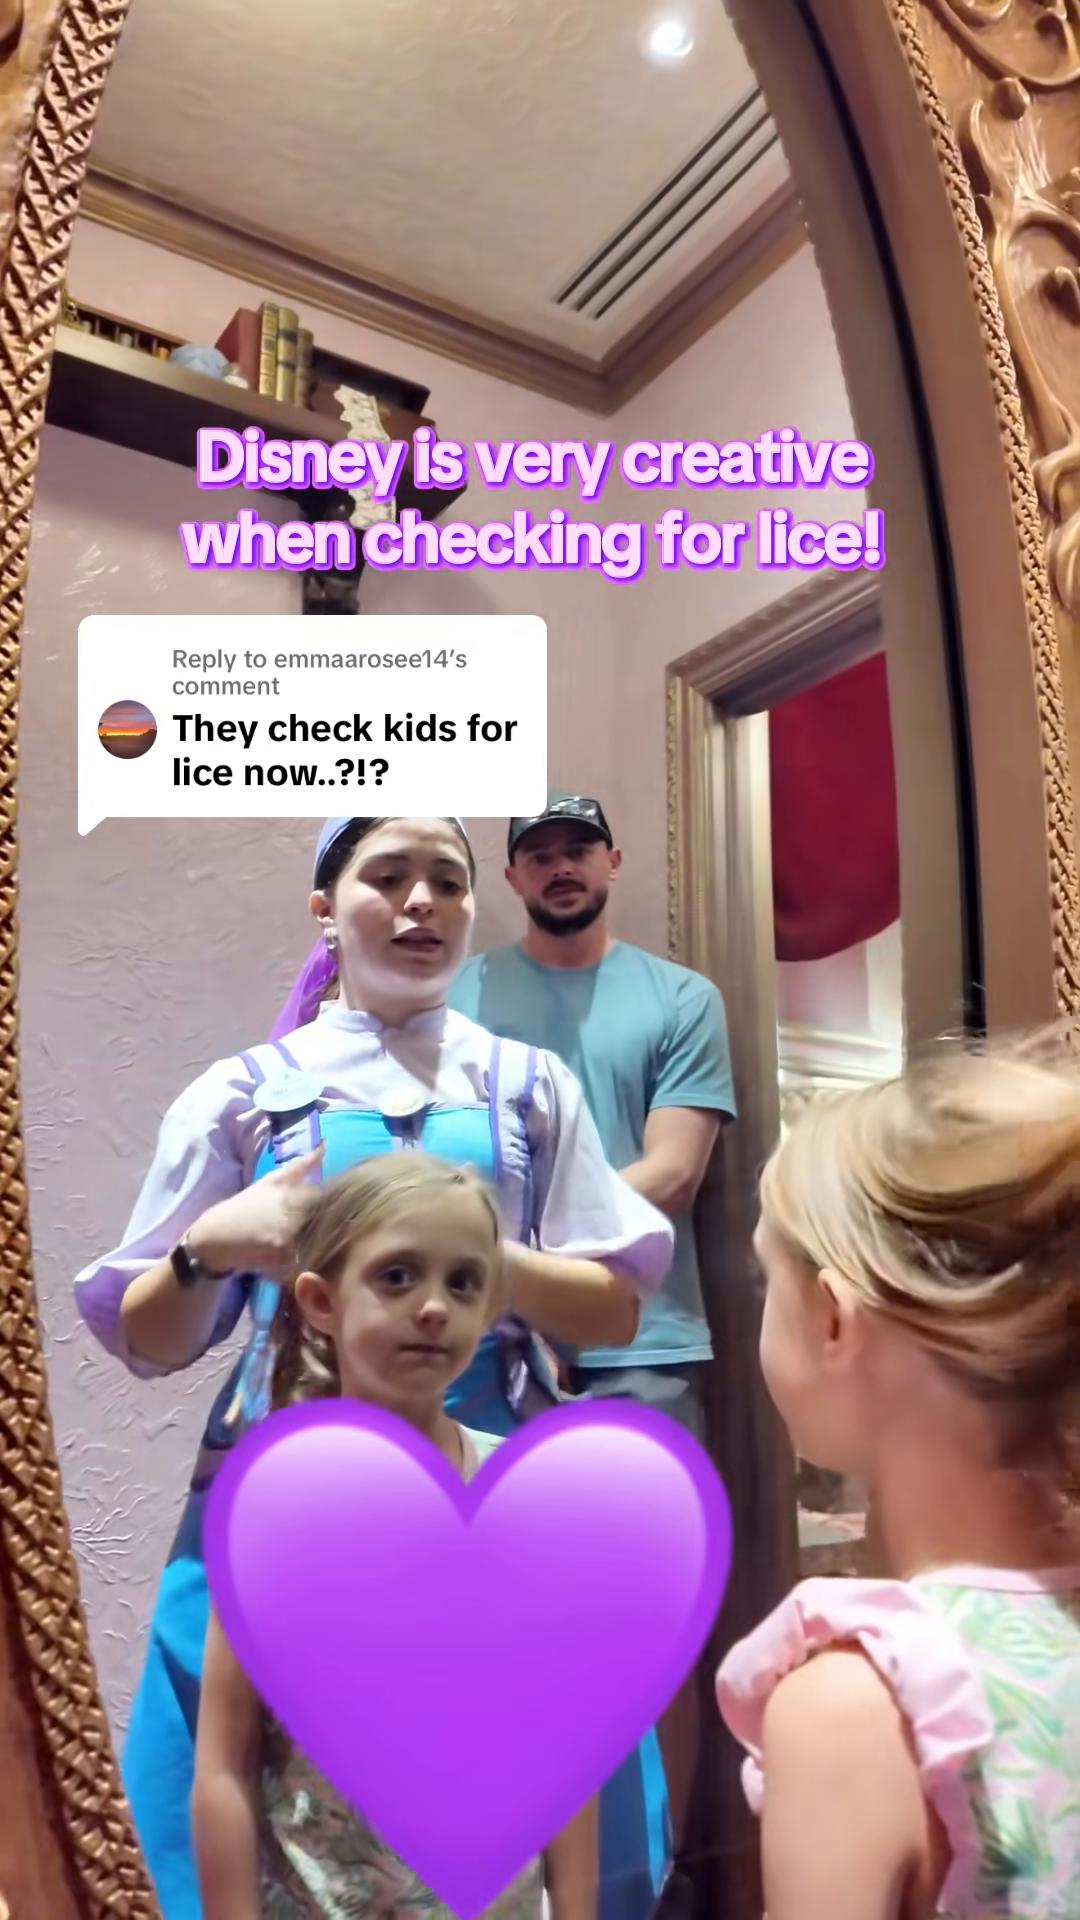 Disney is very creative
when checking for lice!
Reply to emmaarosee14's
comment
They check kids for
lice now..?!?